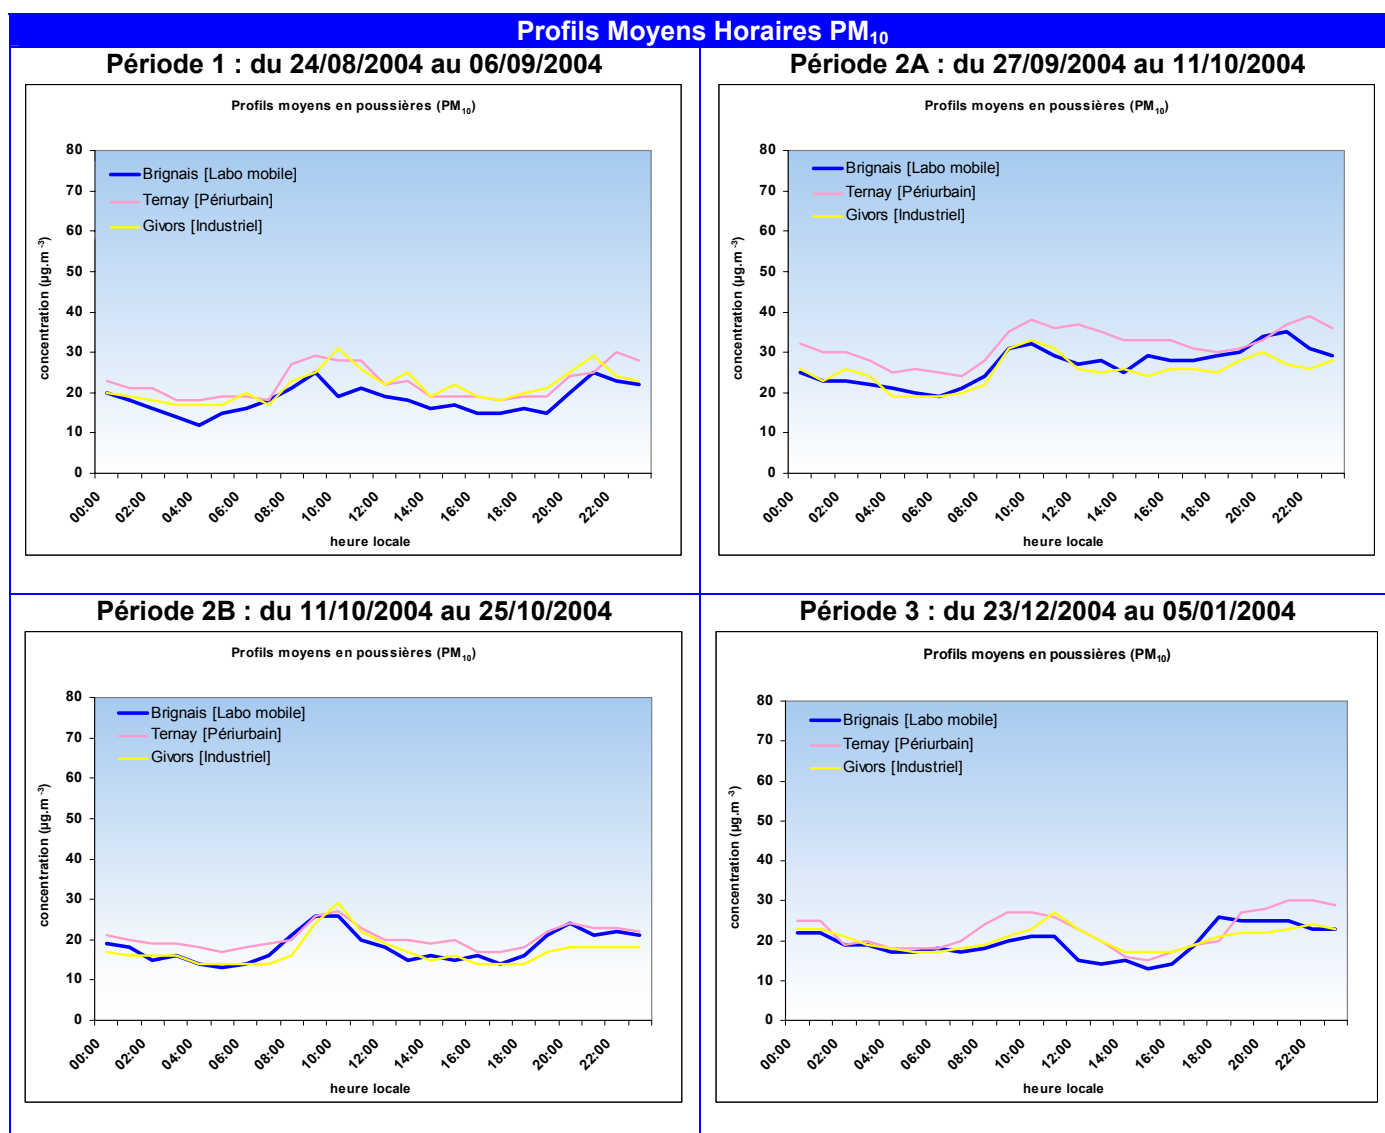 Profils Moyens Horaires PM10
Période 1 : du 24/08/2004 au 06/09/2004
Profils moyens en poussières (PM10)
80
70
60
50
40
30
20
10
0
concentration (µg.m-3)
Brignais [Labo mobile]
Ternay [Périurbain]
Givors [Industriel]
00:00 02:00 04:00 06:00 08:00 10:00 12:00 14:00 16:00 18:00 20:00 22:00
heure locale
Période 2A : du 27/09/2004 au 11/10/2004
Profils moyens en poussières (PM10)
80
70
60
50
40
30
20
10
0
concentration (µg.m-3)
Brignais [Labo mobile]
Ternay [Périurbain]
Givors [Industriel]
00:00 02:00 04:00 06:00 08:00 10:00 12:00 14:00 16:00 18:00 20:00 22:00
heure locale
Période 2B : du 11/10/2004 au 25/10/2004
Profils moyens en poussières (PM10)
80
70
60
50
40
30
20
10
0
concentration (µg.m-3)
Brignais [Labo mobile]
Ternay [Périurbain]
Givors [Industriel]
00:00 02:00 04:00 06:00 08:00 10:00 12:00 14:00 16:00 18:00 20:00 22:00
heure locale
Période 3 : du 23/12/2004 au 05/01/2004
Profils moyens en poussières (PM10)
80
70
60
50
40
30
20
10
0
concentration (µg.m-3)
Brignais [Labo mobile]
Ternay [Périurbain]
Givors [Industriel]
00:00 02:00 04:00 06:00 08:00 10:00 12:00 14:00 16:00 18:00 20:00 22:00
heure locale